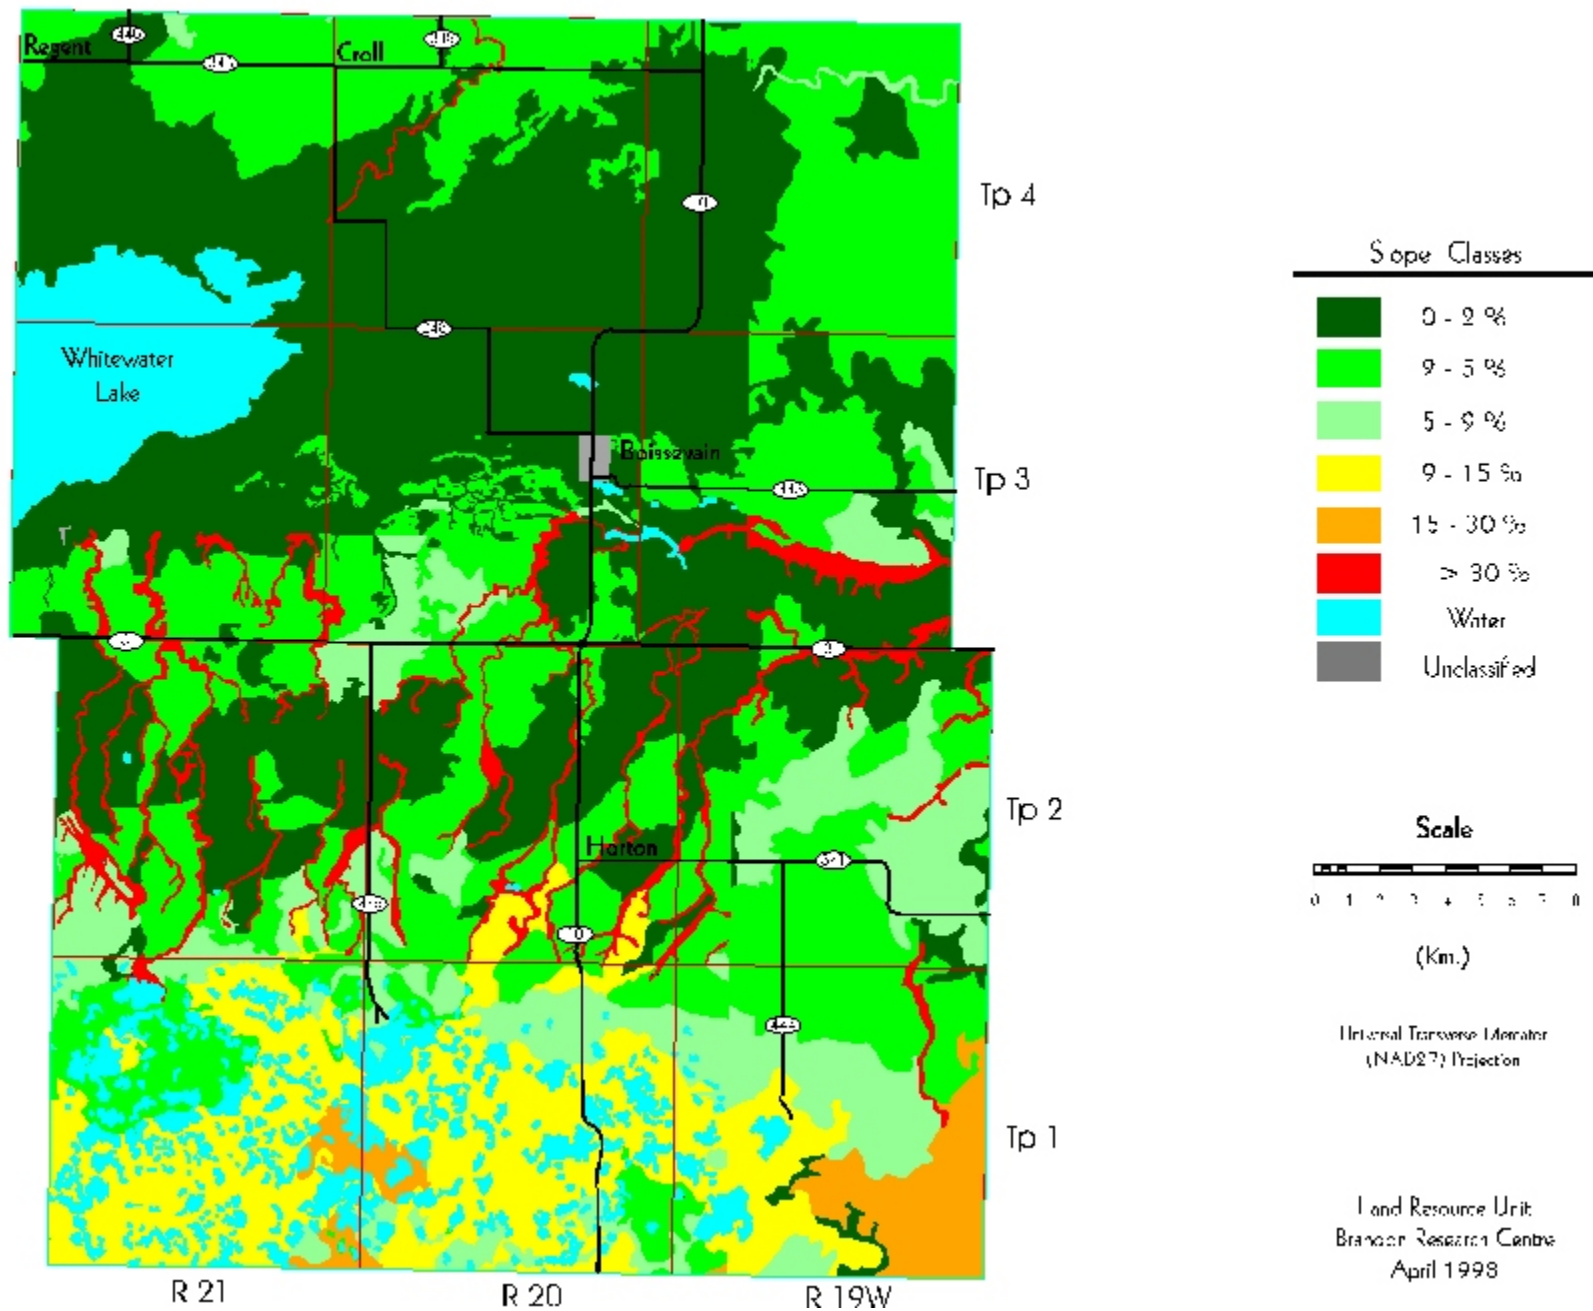 Regent
Croll
Tp 4
Slope Classes
0 - 2 %
5 %
Whitewater
Lake
5 - 9 %
Boissevain
9 - 15 %
Tp 3
15 - 30 %
> 30 %
Water
Unclassified
Tp 2
Horton
Scale
(Km.)
Universal Transverse Mercator
(NAD27) Projection
Tp 1
Land Resource Unit
Brandon Research Centre
April 1998
R 21
R 20
R 19W